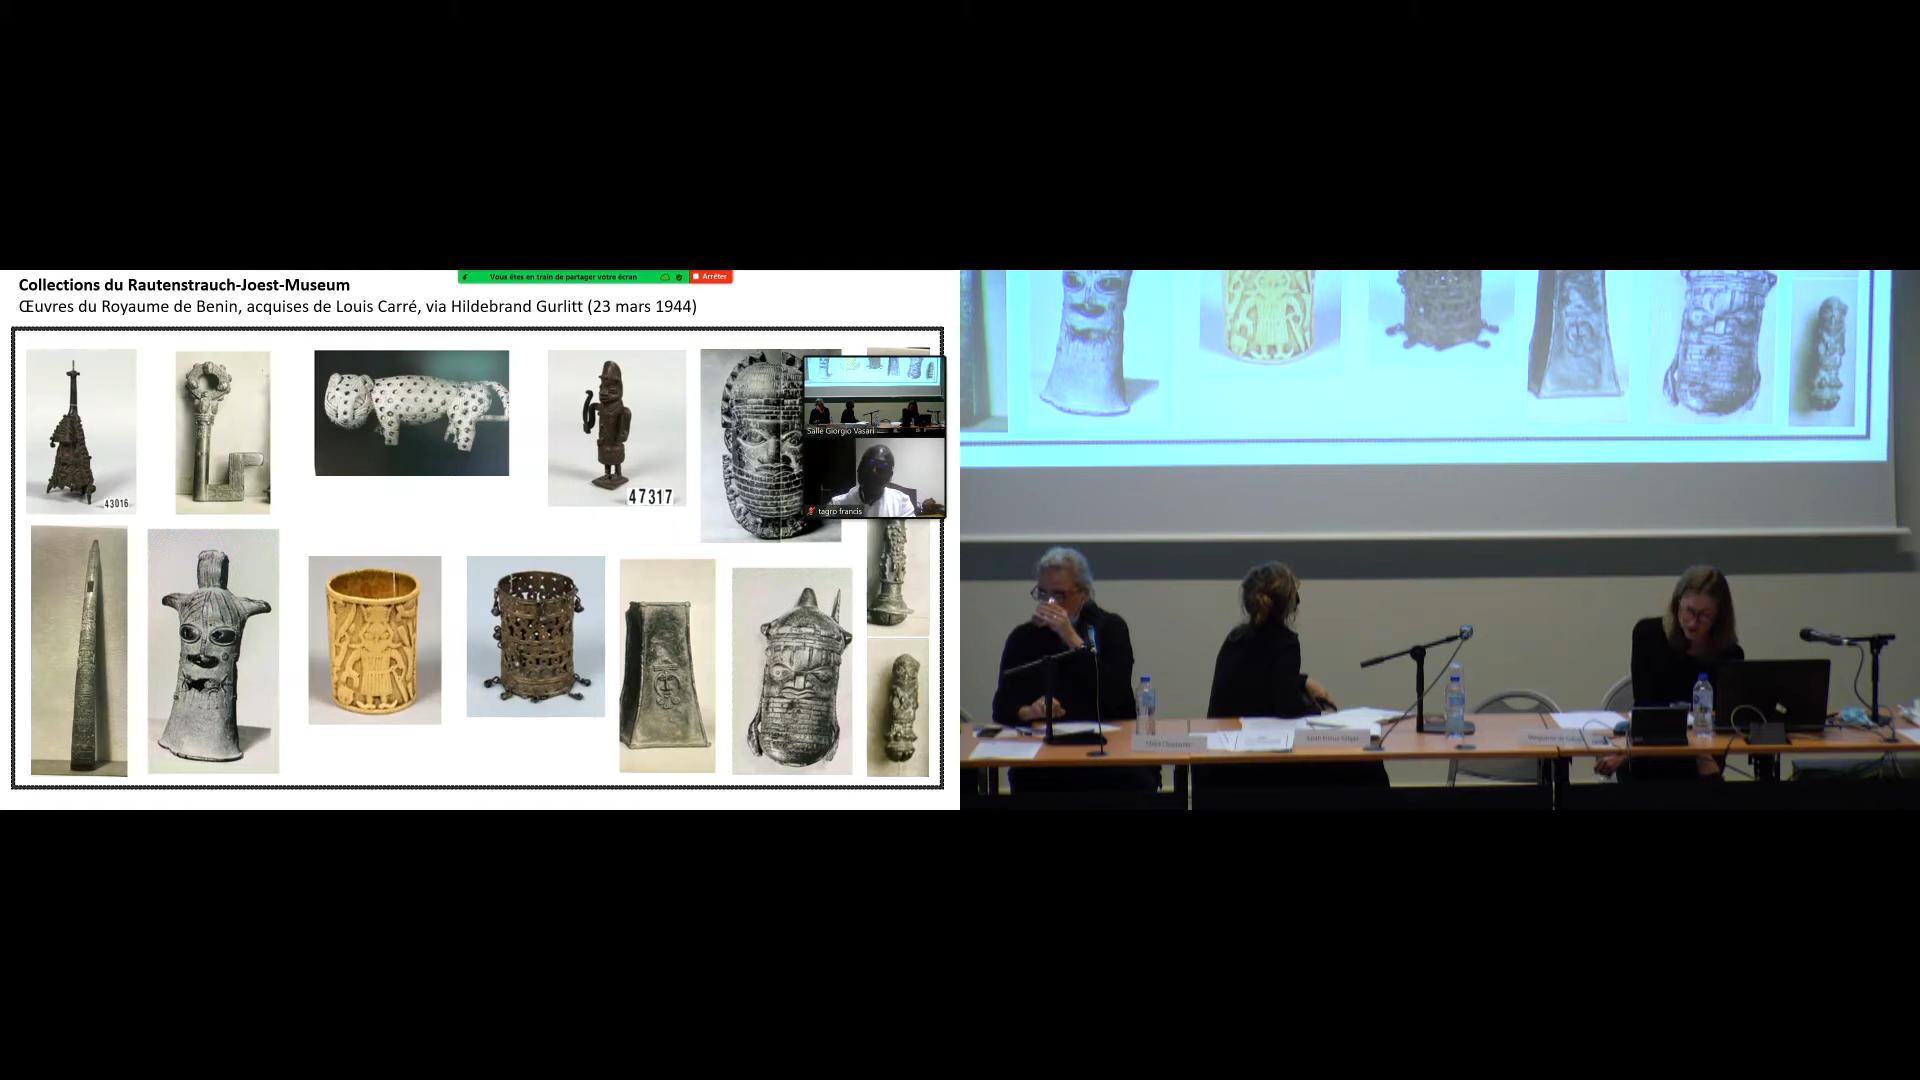 Collections du Rautenstrauch-Joest-Museum
Œuvres du Royaume de Benin, acquises de Louis Carré, via Hildebrand Gurlitt (23 mars 1944)
Vous êtes en train de partager votre écran
Arrêter
Salle Giorgio Vasari
tagro francis
43016
47317